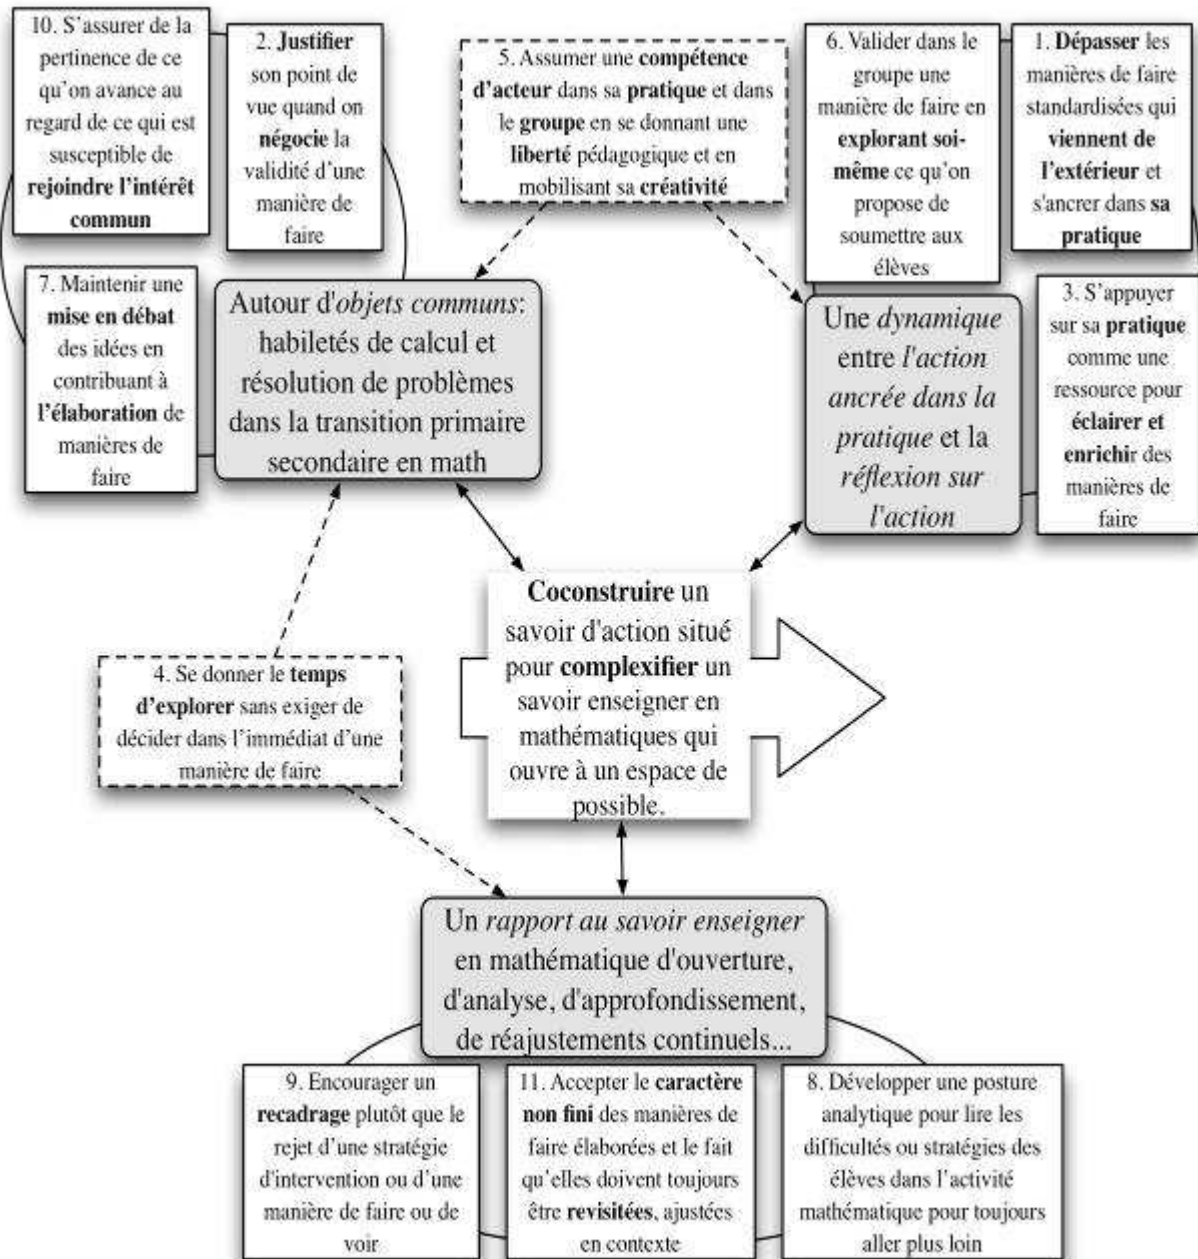 10. S'assurer de la
pertinence de ce
qu'on avance au
regard de ce qui est
susceptible de
rejoindre l'intérêt
commun
2. Justifier
son point de
vue quand on
négocie la
validité d'une
manière de
faire
5. Assumer une compétence
d'acteur dans sa pratique et dans
le groupe en se donnant une
liberté pédagogique et en
mobilisant sa créativité
6. Valider dans le
groupe une
manière de faire en
explorant soi-
même ce qu'on
propose de
soumettre aux
élèves
1. Dépasser les
manières de faire
standardisées qui
viennent de
l'extérieur et
s'ancrer dans sa
pratique
7. Maintenir une
mise en débat
des idées en
contribuant à
l'élaboration de
manières de
faire
Autour d'objets communs:
habiletés de calcul et
résolution de problèmes
dans la transition primaire
secondaire en math
Une dynamique
entre l'action
ancrée dans la
pratique et la
réflexion sur
l'action
3. S'appuyer
sur sa pratique
comme une
ressource pour
éclairer et
enrichir des
manières de
faire
Coconstruire un
savoir d'action situé
pour complexifier un
savoir enseigner en
mathématiques qui
ouvre à un espace de
possible.
4. Se donner le temps
d'explorer sans exiger de
décider dans l'immédiat d'une
manière de faire
Un rapport au savoir enseigner
en mathématique d'ouverture,
d'analyse, d'approfondissement,
de réajustements continuels...
9. Encourager un
recadrage plutôt que le
rejet d'une stratégie
d'intervention ou d'une
manière de faire ou de
voir
11. Accepter le caractère
non fini des manières de
faire élaborées et le fait
qu'elles doivent toujours
être revisitées, ajustées
en contexte
8. Développer une posture
analytique pour lire les
difficultés ou stratégies des
élèves dans l'activité
mathématique pour toujours
aller plus loin